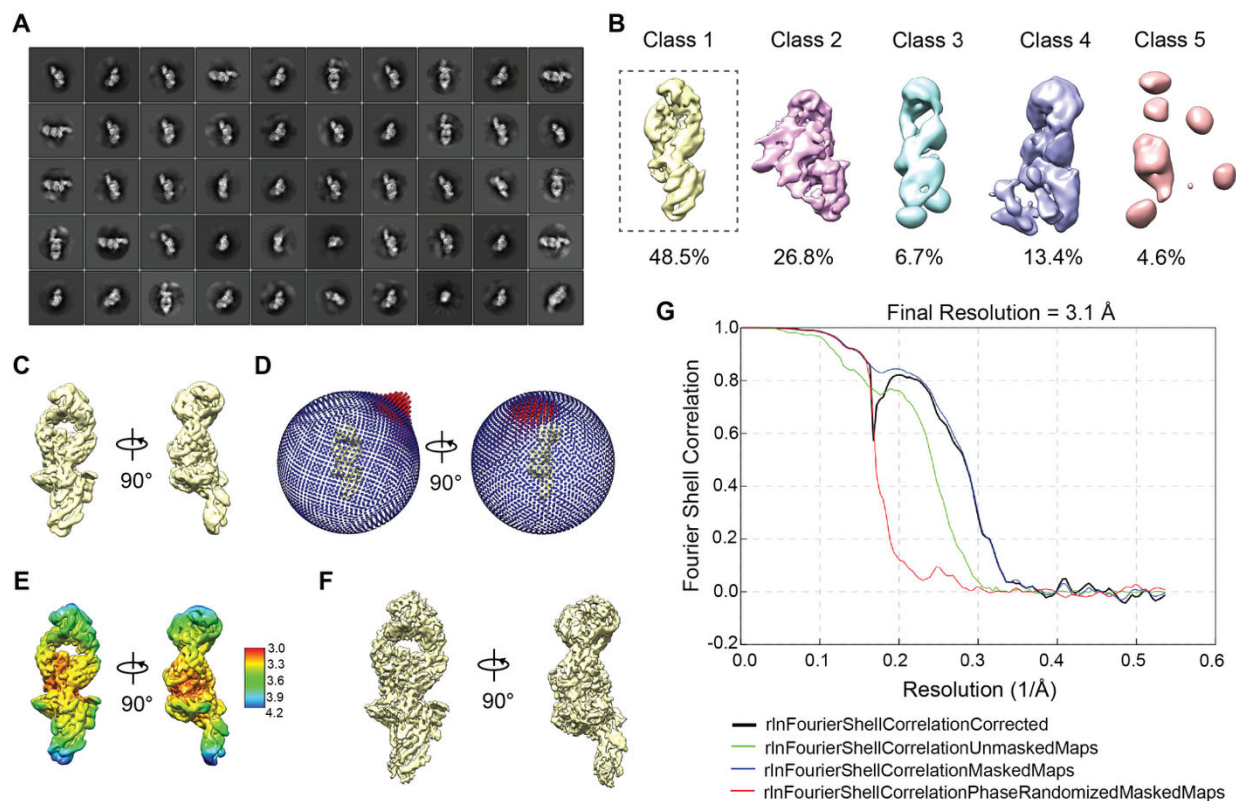 A
B
Class 1 Class 2 Class 3 Class 4 Class 5
48.5% 26.8% 6.7% 13.4% 4.6%
C
90°
D
90°
E
90°
3.0
3.3
3.6
3.9
4.2
F
90°
G
Final Resolution = 3.1 Å
Fourier Shell Correlation
1.0
0.8
0.6
0.4
0.2
0.0
-0.2
0.0 0.1 0.2 0.3 0.4 0.5 0.6
Resolution (1/Å)
rlnFourierShellCorrelationCorrected
rlnFourierShellCorrelationUnmaskedMaps
rlnFourierShellCorrelationMaskedMaps
rlnFourierShellCorrelationPhaseRandomizedMaskedMaps